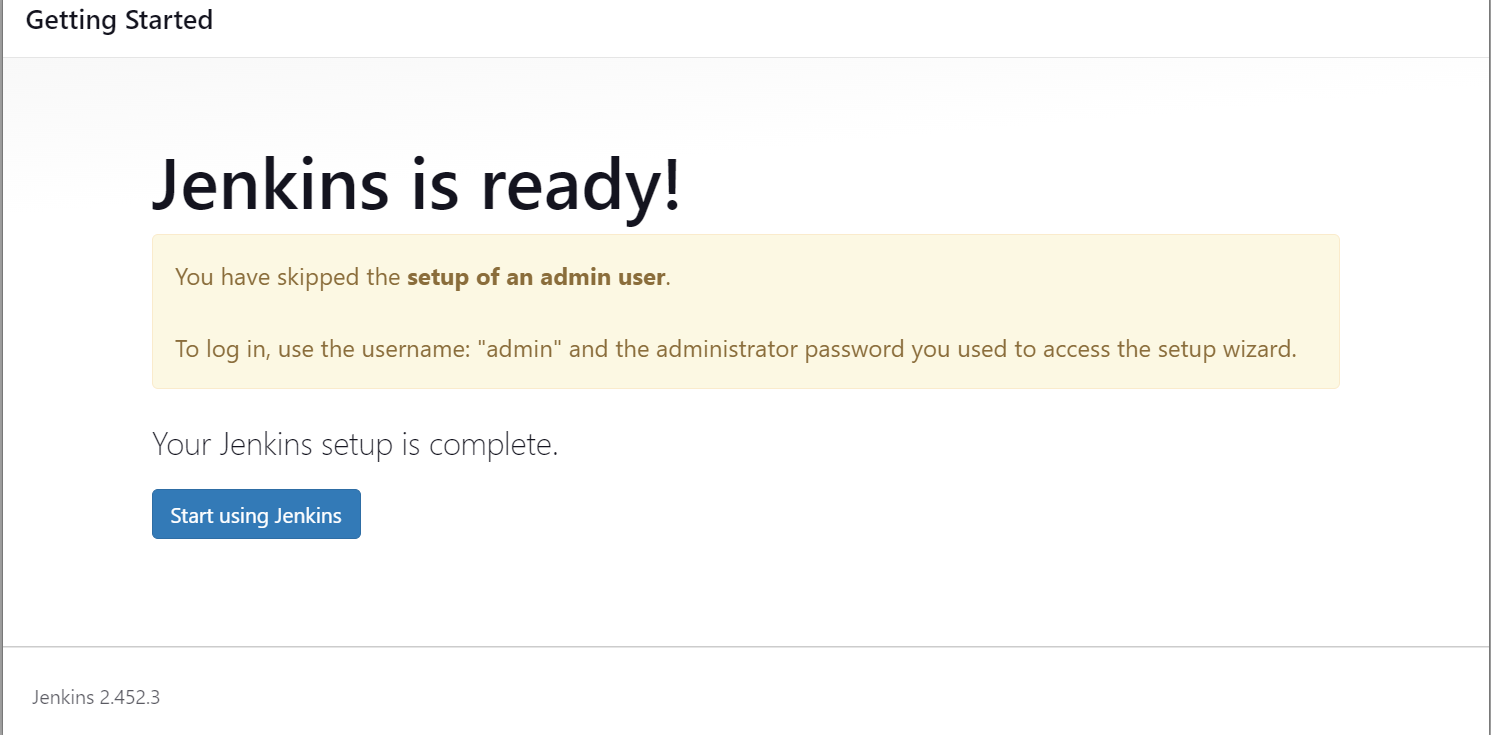 Getting Started
Jenkins is ready!
You have skipped the setup of an admin user.
To log in, use the username: "admin" and the administrator password you used to access the setup wizard.
Your Jenkins setup is complete.
Start using Jenkins
Jenkins 2.452.3